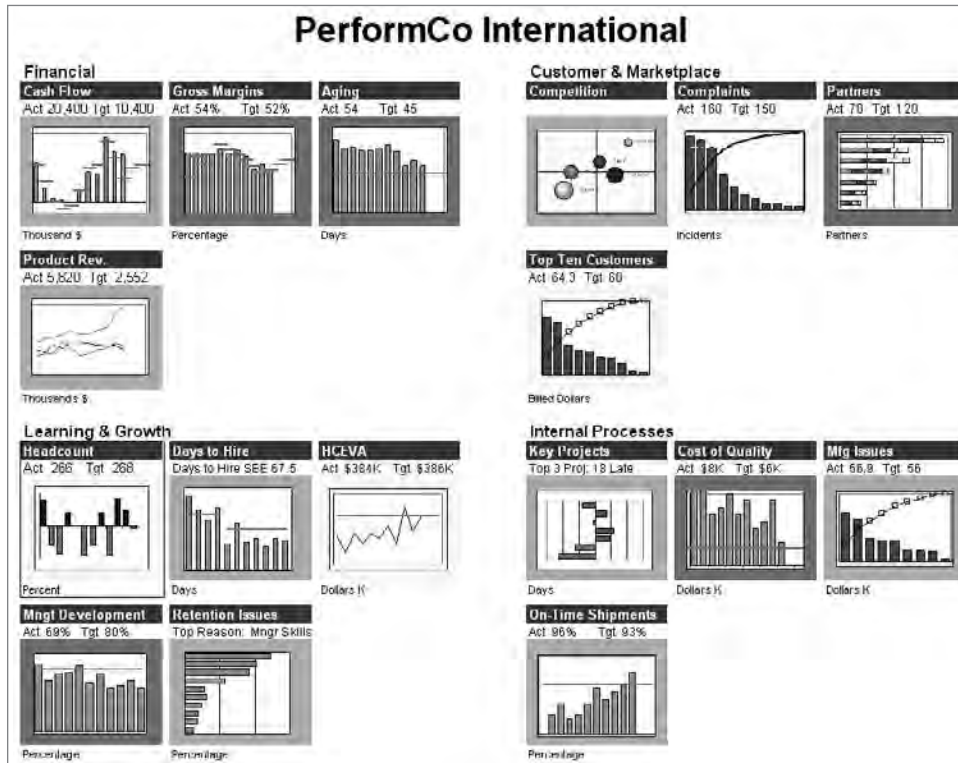 PerformCo International
Financial
Cash Flow
Act 20,400 Tgt 10,400
Thousand $
Gross Margins
Act 54% Tgt 52%
Percentage
Aging
Act 54 Tgt 45
Days
Product Rev.
Act 5,820 Tgt 2,552
Thousands $
Customer & Marketplace
Competition
Complaints
Act 160 Tgt 150
Incidents
Partners
Act 70 Tgt 120
Partners
Top Ten Customers
Act 64.3 Tgt 60
Billed Dollars
Learning & Growth
Headcount
Act 266 Tgt 268
Percent
Days to Hire
Days to Hire SEE 67.5
Days
HCEVA
Act $384K Tgt $386K
Dollars K
Mngt Development
Act 69% Tgt 80%
Percentage
Retention Issues
Top Reason: Mngr Skills
Percentage
Internal Processes
Key Projects
Top 3 Proj: 18 Late
Days
Cost of Quality
Act $8K Tgt $6K
Dollars K
Mfg Issues
Act 56.9 Tgt 56
Dollars K
On-Time Shipments
Act 96% Tgt 93%
Percentage